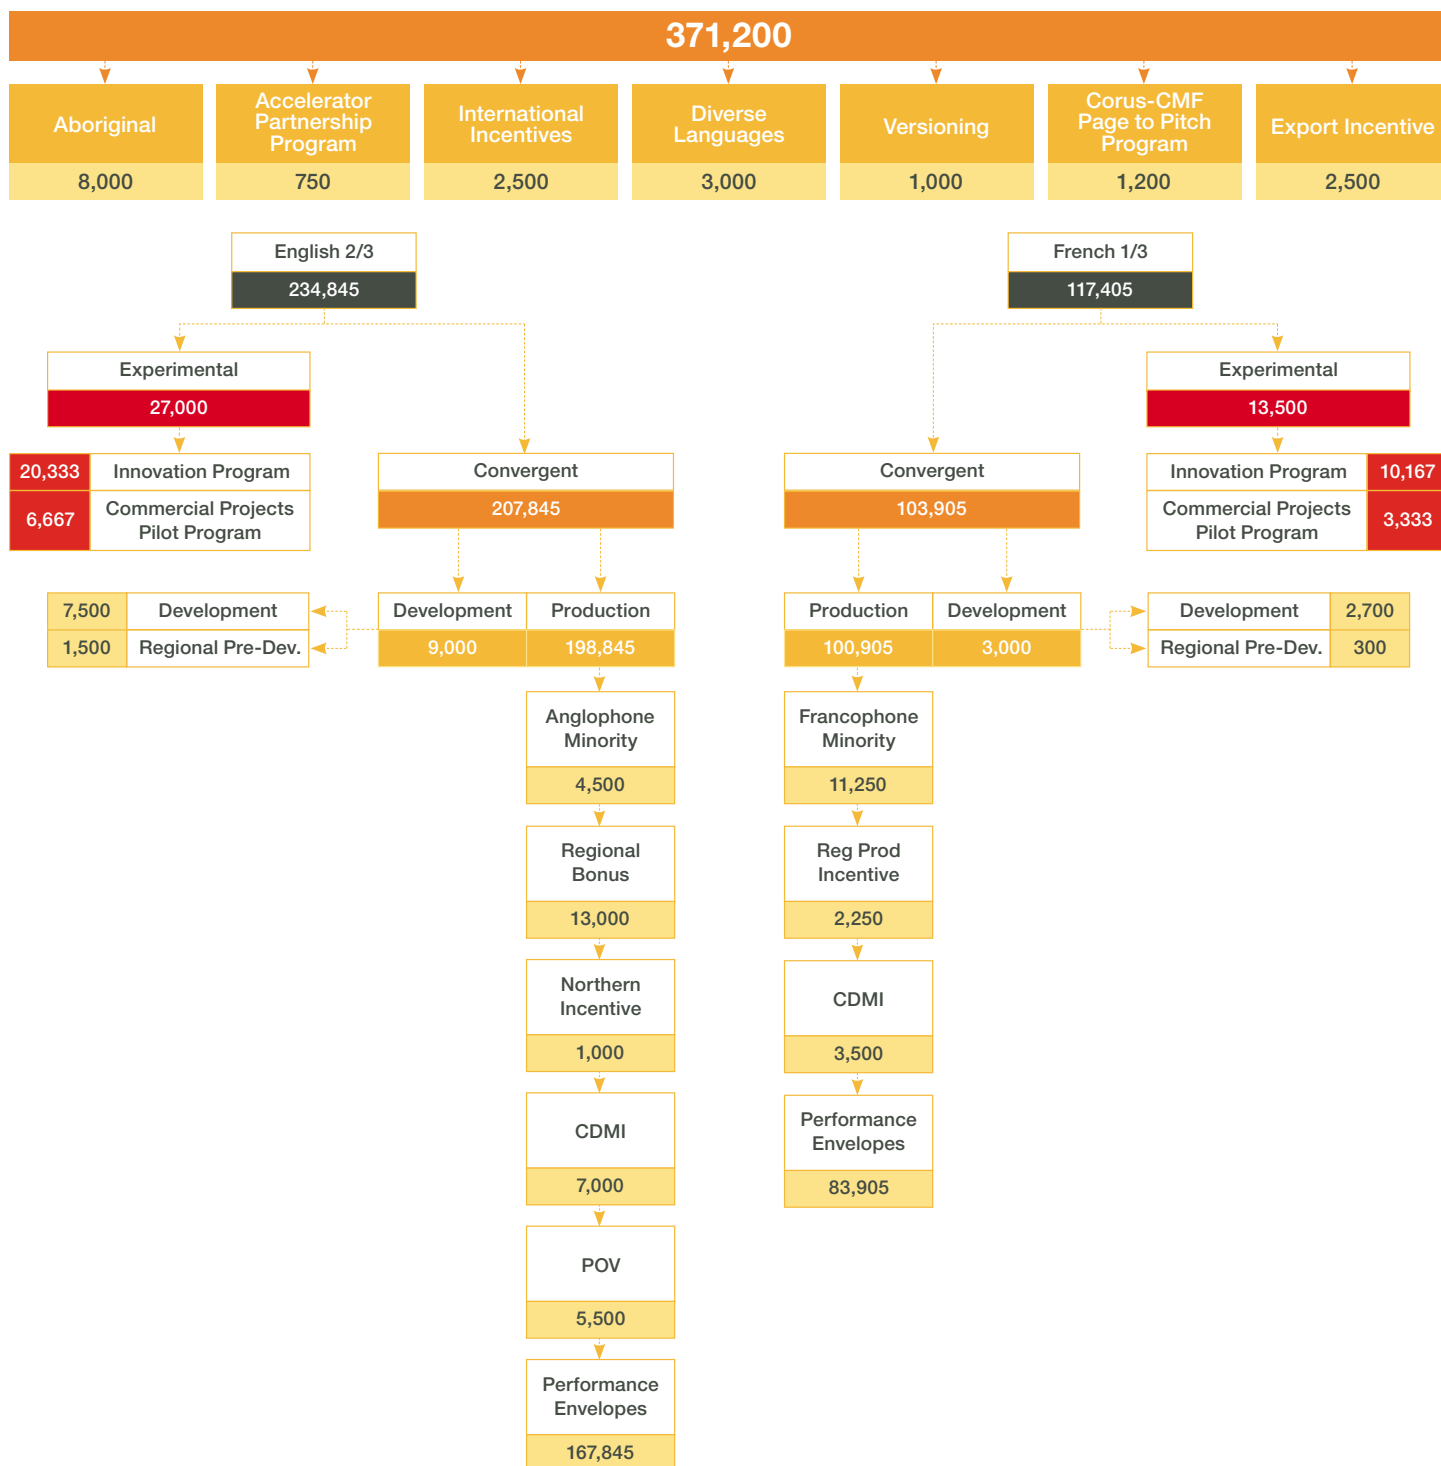 371,200
Aboriginal
8,000
Accelerator
Partnership
Program
750
International
Incentives
2,500
Diverse
Languages
3,000
Versioning
1,000
Corus-CMF
Page to Pitch
Program
1,200
Export Incentive
2,500
English 2/3
234,845
French 1/3
117,405
Experimental
27,000
20,333 Innovation Program
6,667 Commercial Projects
Pilot Program
Convergent
207,845
Convergent
103,905
Experimental
13,500
Innovation Program 10,167
Commercial Projects
Pilot Program 3,333
7,500 Development
1,500 Regional Pre-Dev.
Development
9,000
Production
198,845
Production
100,905
Development
3,000
Development 2,700
Regional Pre-Dev. 300
Anglophone
Minority
4,500
Regional
Bonus
13,000
Northern
Incentive
1,000
CDMI
7,000
POV
5,500
Performance
Envelopes
167,845
Francophone
Minority
11,250
Reg Prod
Incentive
2,250
CDMI
3,500
Performance
Envelopes
83,905